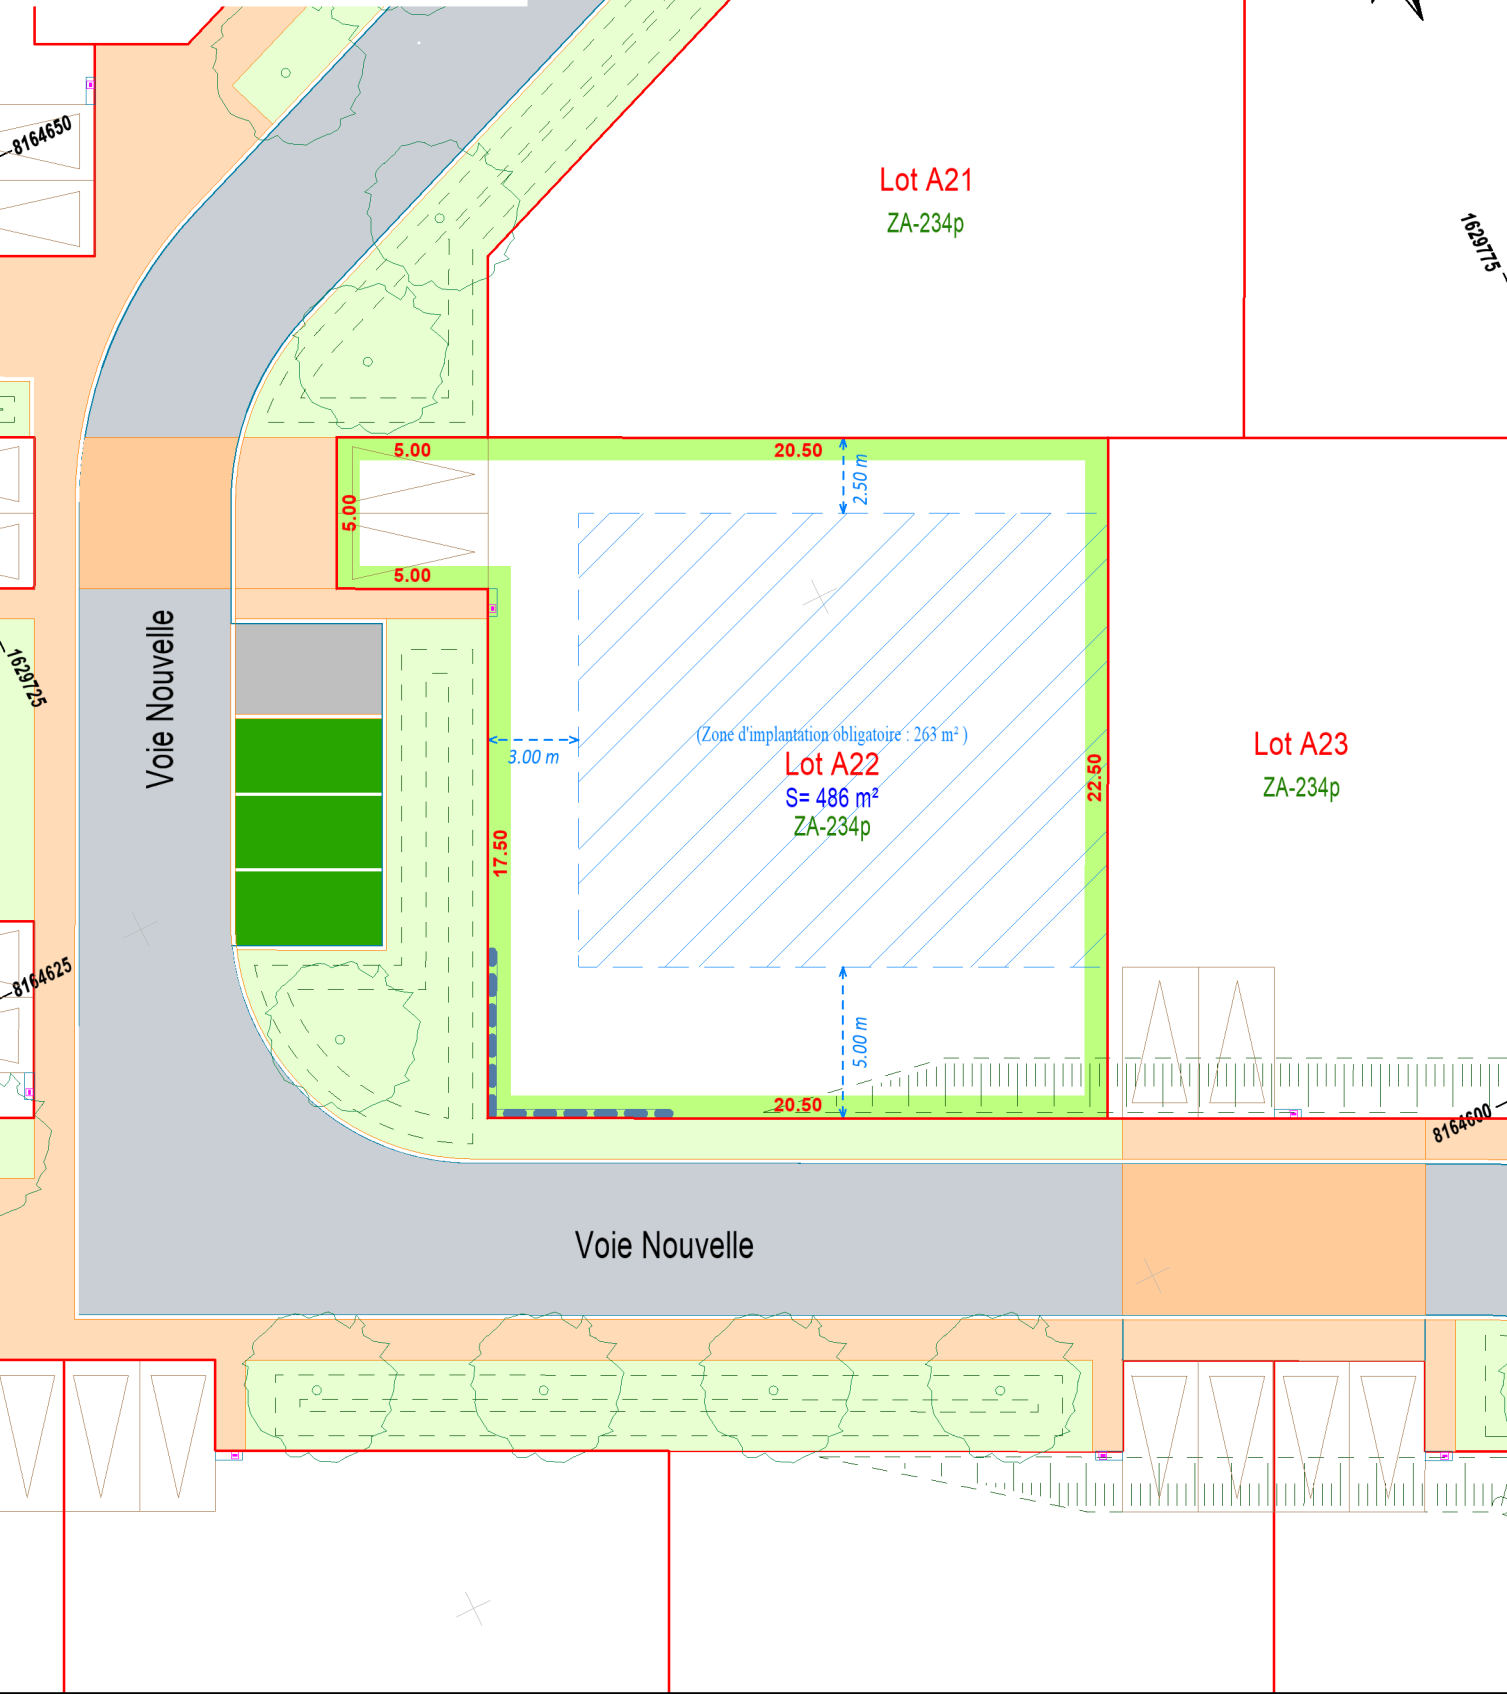 8164650
Lot A21
ZA-234p
1629775
5.00
20.50
2.50 m
5.00
5.00
Voie Nouvelle
1629725
3.00 m
(Zone d'implantation obligatoire : 263 m² )
Lot A22
S= 486 m²
ZA-234p
22.50
Lot A23
ZA-234p
17.50
8164625
5.00 m
20.50
8164600
Voie Nouvelle